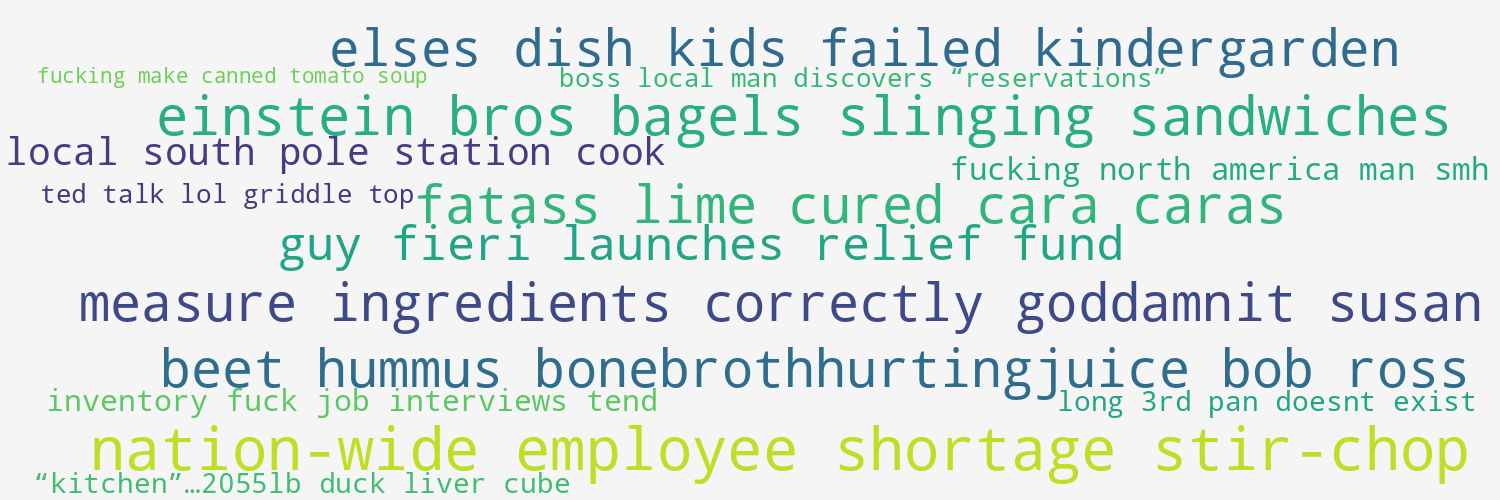 elses dish kids failed kindergarden
fucking make canned tomato soup
boss local man discovers “reservations”
einstein bros bagels slinging sandwiches
local south pole station cook
fucking north america man smh
ted talk lol griddle top
fatass lime cured cara caras
guy fieri launches relief fund
measure ingredients correctly goddamnit susan
beet hummus bonebrothhurtingjuice bob ross
inventory fuck job interviews tend
long 3rd pan doesnt exist
nation-wide employee shortage stir-chop
“kitchen”…2055lb duck liver cube